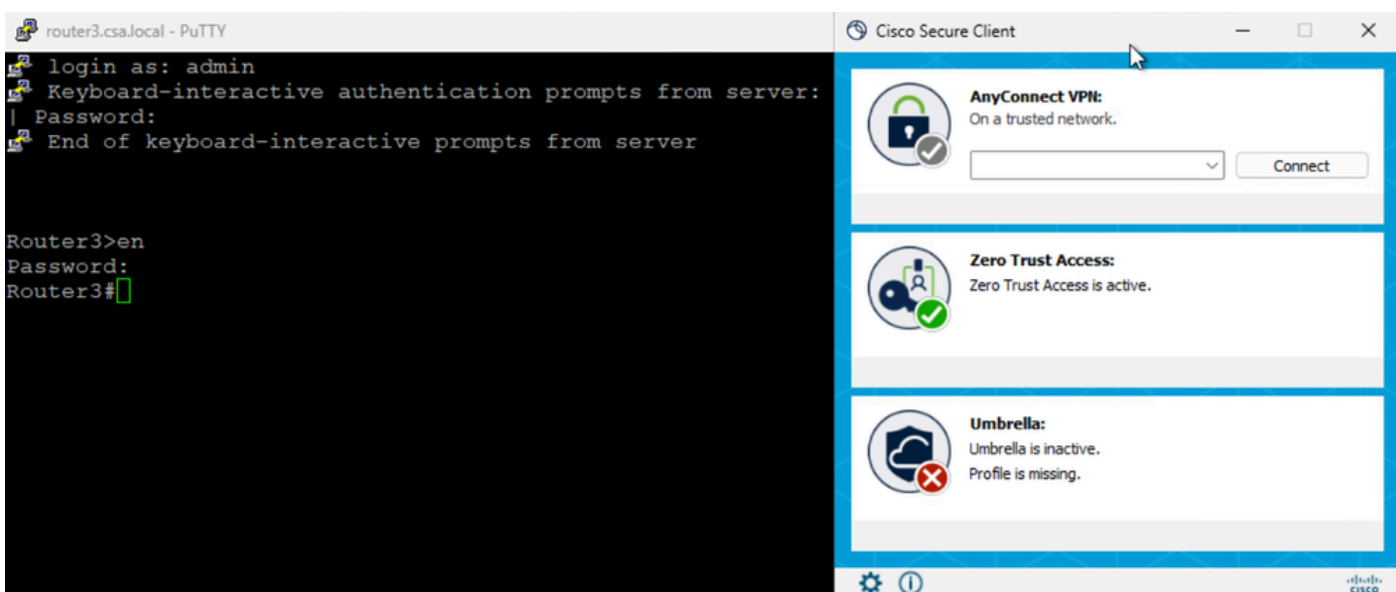 router3.csa.local - PuTTY
login as: admin
Keyboard-interactive authentication prompts from server:
| Password:
End of keyboard-interactive prompts from server
Router3>en
Password:
Router3#
Cisco Secure Client
AnyConnect VPN:
On a trusted network.
Connect
Zero Trust Access:
Zero Trust Access is active.
Umbrella:
Umbrella is inactive.
Profile is missing.
CISCO